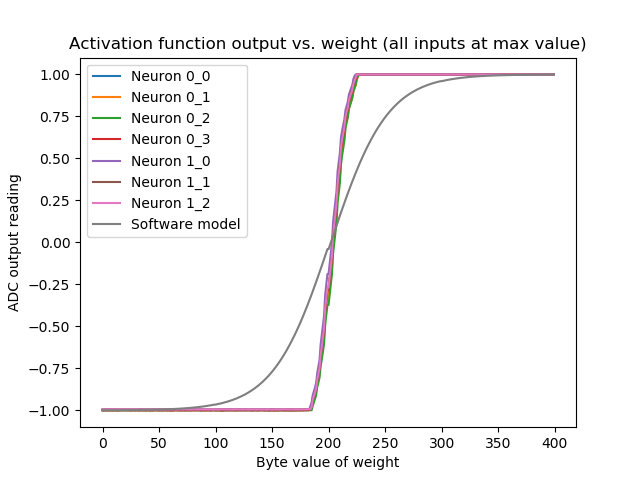 Activation function output vs. weight (all inputs at max value)
1.00
0.75
0.50
0.25
0.00
−0.25
−0.50
−0.75
−1.00
ADC output reading
Neuron 0_0
Neuron 0_1
Neuron 0_2
Neuron 0_3
Neuron 1_0
Neuron 1_1
Neuron 1_2
Software model
0 50 100 150 200 250 300 350 400
Byte value of weight